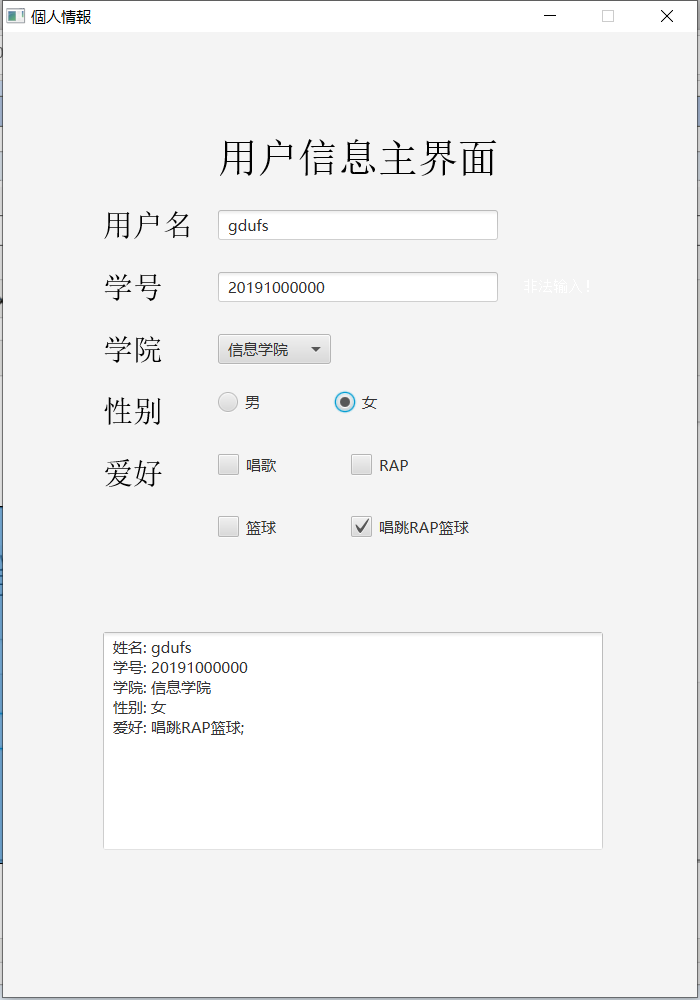 個人情報
用户信息主界面
用户名 gdufs
学号 20191000000 非法输入!
学院 信息学院
性别 男 女
爱好 唱歌 RAP
篮球 唱跳RAP篮球
姓名: gdufs
学号: 20191000000
学院: 信息学院
性别: 女
爱好: 唱跳RAP篮球;